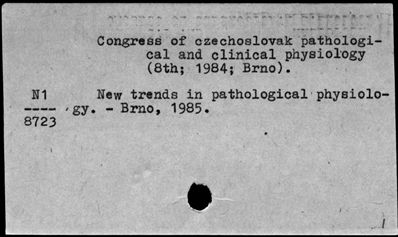 Congress of czechoslovak pathologi-
cal and clinical physiology
(8th; 1984; Brno).
N1 New trends in pathological physiolo-
---- gy. - Brno, 1985.
8723
1